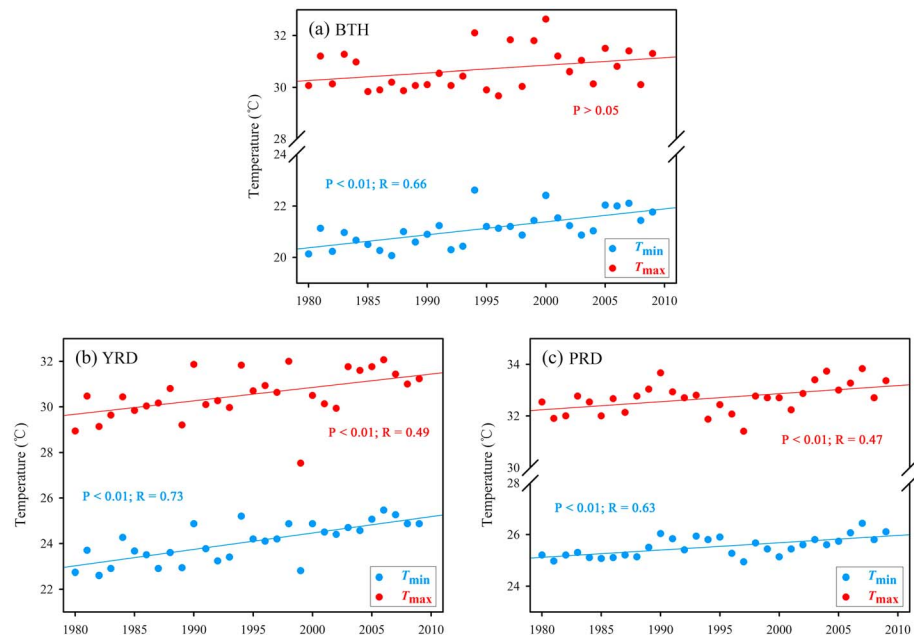 (a) BTH
Temperature (℃)
32
30
28
24
22
20
P > 0.05
P < 0.01; R = 0.66
Tmin
Tmax
1980 1985 1990 1995 2000 2005 2010
(b) YRD
Temperature (℃)
34
32
30
28
26
24
22
P < 0.01; R = 0.49
P < 0.01; R = 0.73
Tmin
Tmax
1980 1985 1990 1995 2000 2005 2010
(c) PRD
Temperature (℃)
34
32
30
26
24
P < 0.01; R = 0.47
P < 0.01; R = 0.63
Tmin
Tmax
1980 1985 1990 1995 2000 2005 2010